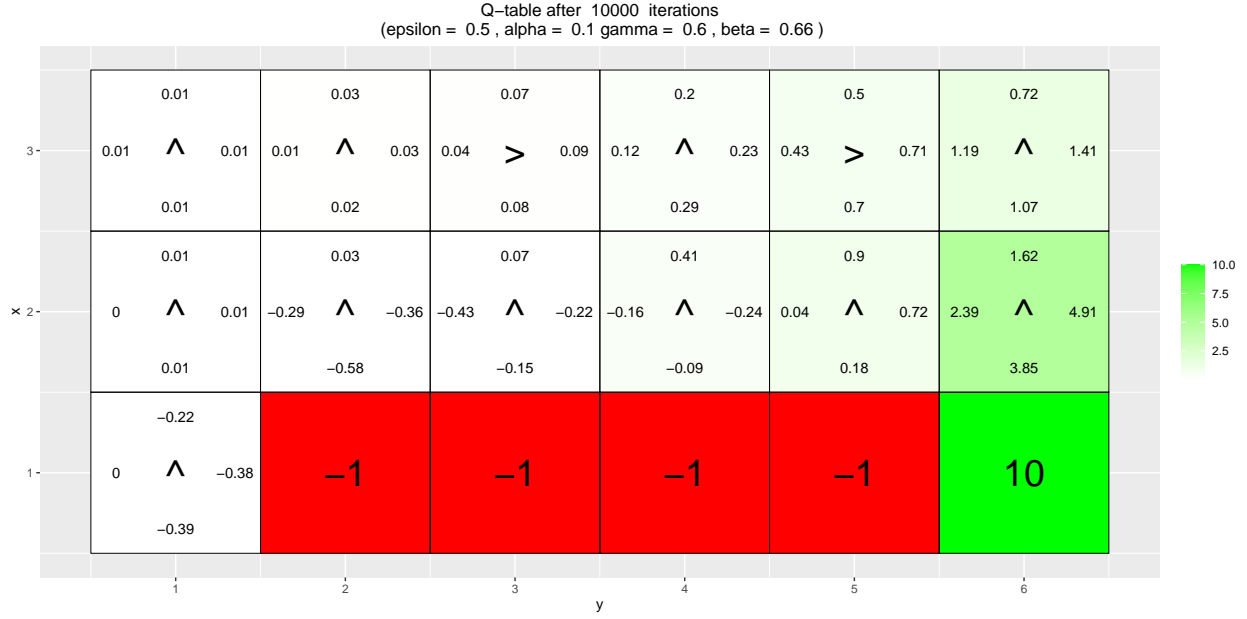 Q−table after  10000  iterations
(epsilon =  0.5 , alpha =  0.1 gamma =  0.6 , beta =  0.66 )
0.01 0.03 0.07 0.2 0.5 0.72
3 0.01 ^ 0.01 0.01 ^ 0.03 0.04 > 0.09 0.12 ^ 0.23 0.43 > 0.71 1.19 ^ 1.41
0.01 0.02 0.08 0.29 0.7 1.07
0.01 0.03 0.07 0.41 0.9 1.62
x 2 0 ^ 0.01 −0.29 ^ −0.36 −0.43 ^ −0.22 −0.16 ^ −0.24 0.04 ^ 0.72 2.39 ^ 4.91
0.01 −0.58 −0.15 −0.09 0.18 3.85
−0.22
1 0 ^ −0.38 −1 −1 −1 −1 10
−0.39
1 2 3 4 5 6
y
10.0
7.5
5.0
2.5